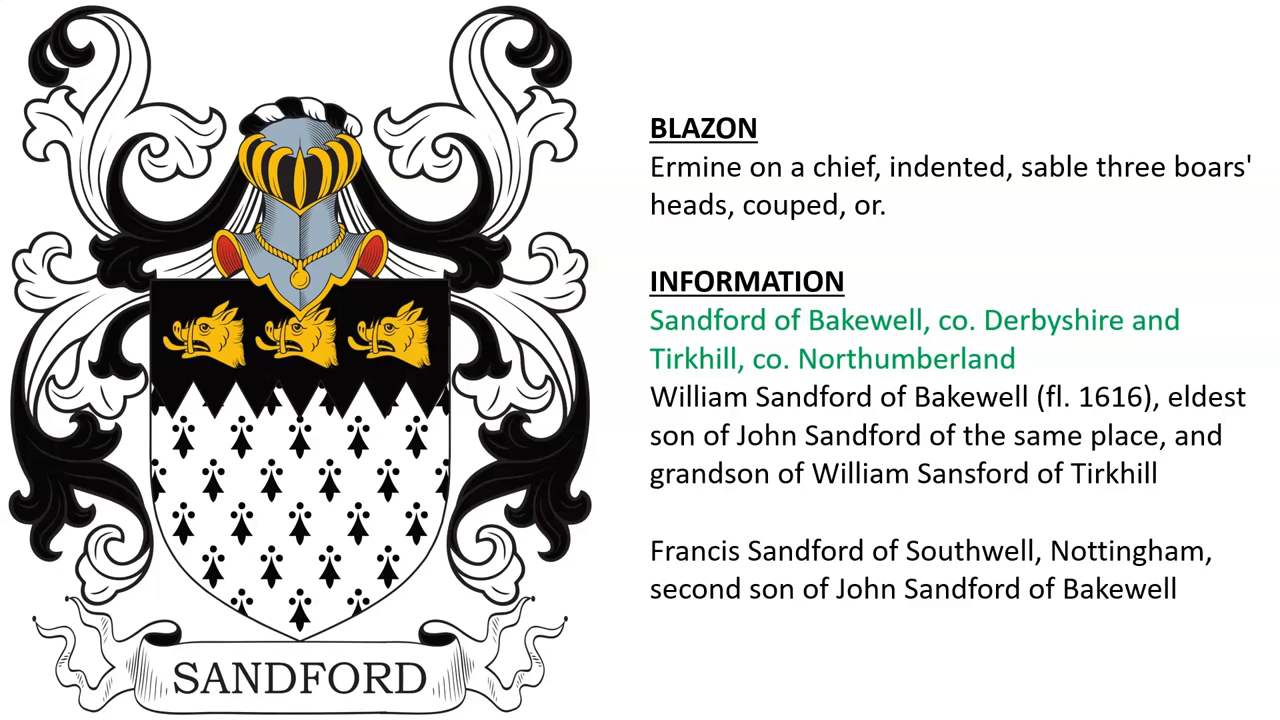 BLAZON
Ermine on a chief, indented, sable three boars'
heads, couped, or.
INFORMATION
Sandford of Bakewell, co. Derbyshire and
Tirkhill, co. Northumberland
William Sandford of Bakewell (fl. 1616), eldest
son of John Sandford of the same place, and
grandson of William Sansford of Tirkhill
Francis Sandford of Southwell, Nottingham,
second son of John Sandford of Bakewell
SANDFORD